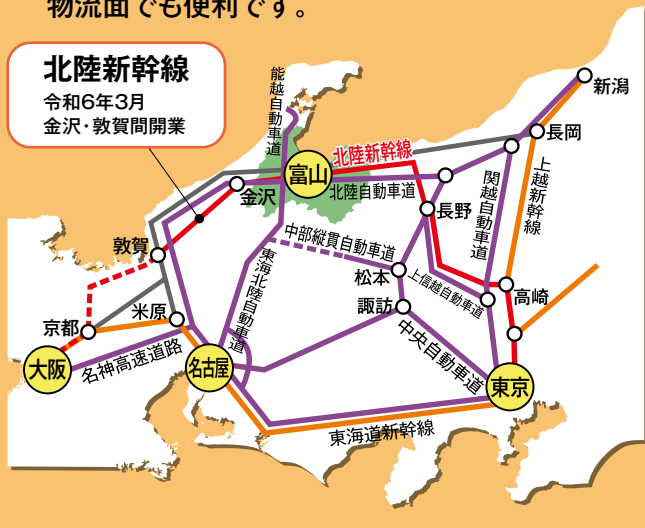 物流面でも便利です。
北陸新幹線
令和6年3月
金沢・敦賀間開業
能越自動車道
新潟
長岡
北陸新幹線
富山
北陸自動車道
金沢
関越自動車道
上越新幹線
長野
敦賀
中部縦貫自動車道
東海北陸自動車道
松本
上信越自動車道
高崎
諏訪
米原
京都
中央自動車道
大阪
名神高速道路
名古屋
東京
東海道新幹線